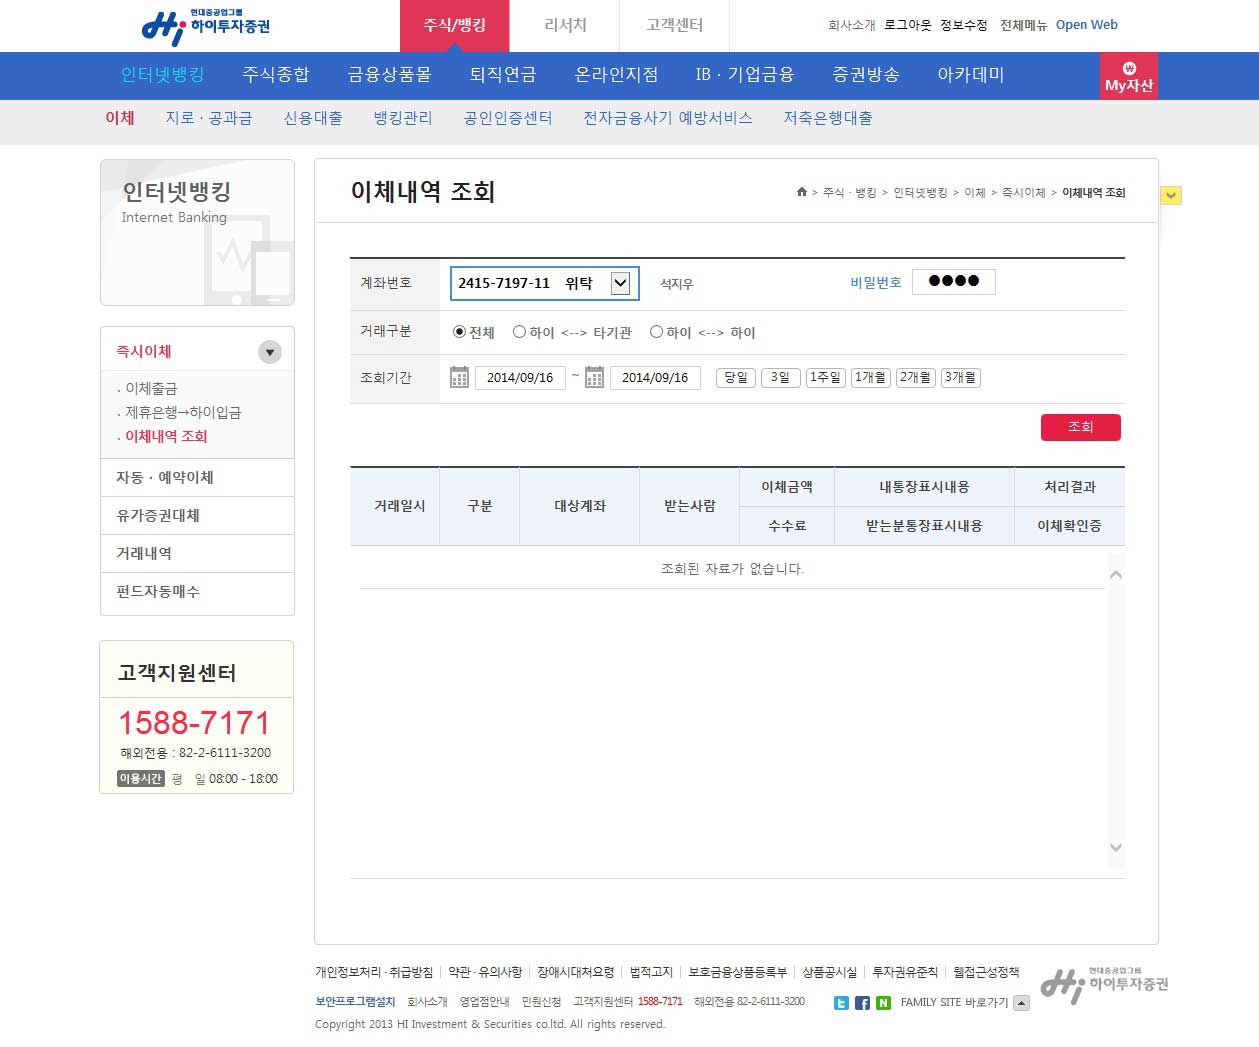 현대중공업그룹
Hi 하이투자증권
주식/뱅킹 리서치 고객센터
회사소개 로그아웃 정보수정 전체메뉴 Open Web
인터넷뱅킹 주식종합 금융상품몰 퇴직연금 온라인지점 IB · 기업금융 증권방송 아카데미
My자산
이체 지로 · 공과금 신용대출 뱅킹관리 공인인증센터 전자금융사기 예방서비스 저축은행대출
인터넷뱅킹
Internet Banking
즉시이체
· 이체출금
· 제휴은행→하이입금
· 이체내역 조회
자동 · 예약이체
유가증권대체
거래내역
펀드자동매수
고객지원센터
1588-7171
해외전용 : 82-2-6111-3200
이용시간 평 일 08:00 - 18:00
이체내역 조회
> 주식 · 뱅킹 > 인터넷뱅킹 > 이체 > 즉시이체 > 이체내역 조회
계좌번호 2415-7197-11 위탁 석지우 비밀번호 ●●●●
거래구분 전체 하이 <--> 타기관 하이 <--> 하이
조회기간 2014/09/16 ~ 2014/09/16 당일 3일 1주일 1개월 2개월 3개월
조회
거래일시 구분 대상계좌 받는사람 이체금액 내통장표시내용 처리결과
수수료 받는분통장표시내용 이체확인증
조회된 자료가 없습니다.
개인정보처리 · 취급방침 약관 · 유의사항 장애시대처요령 법적고지 보호금융상품등록부 상품공시실 투자권유준칙 웹접근성정책
보안프로그램설치 회사소개 영업점안내 민원신청 고객지원센터 1588-7171 해외전용 82-2-6111-3200 FAMILY SITE 바로가기
Copyright 2013 HI Investment & Securities co.ltd. All rights reserved.
현대중공업그룹
Hi 하이투자증권